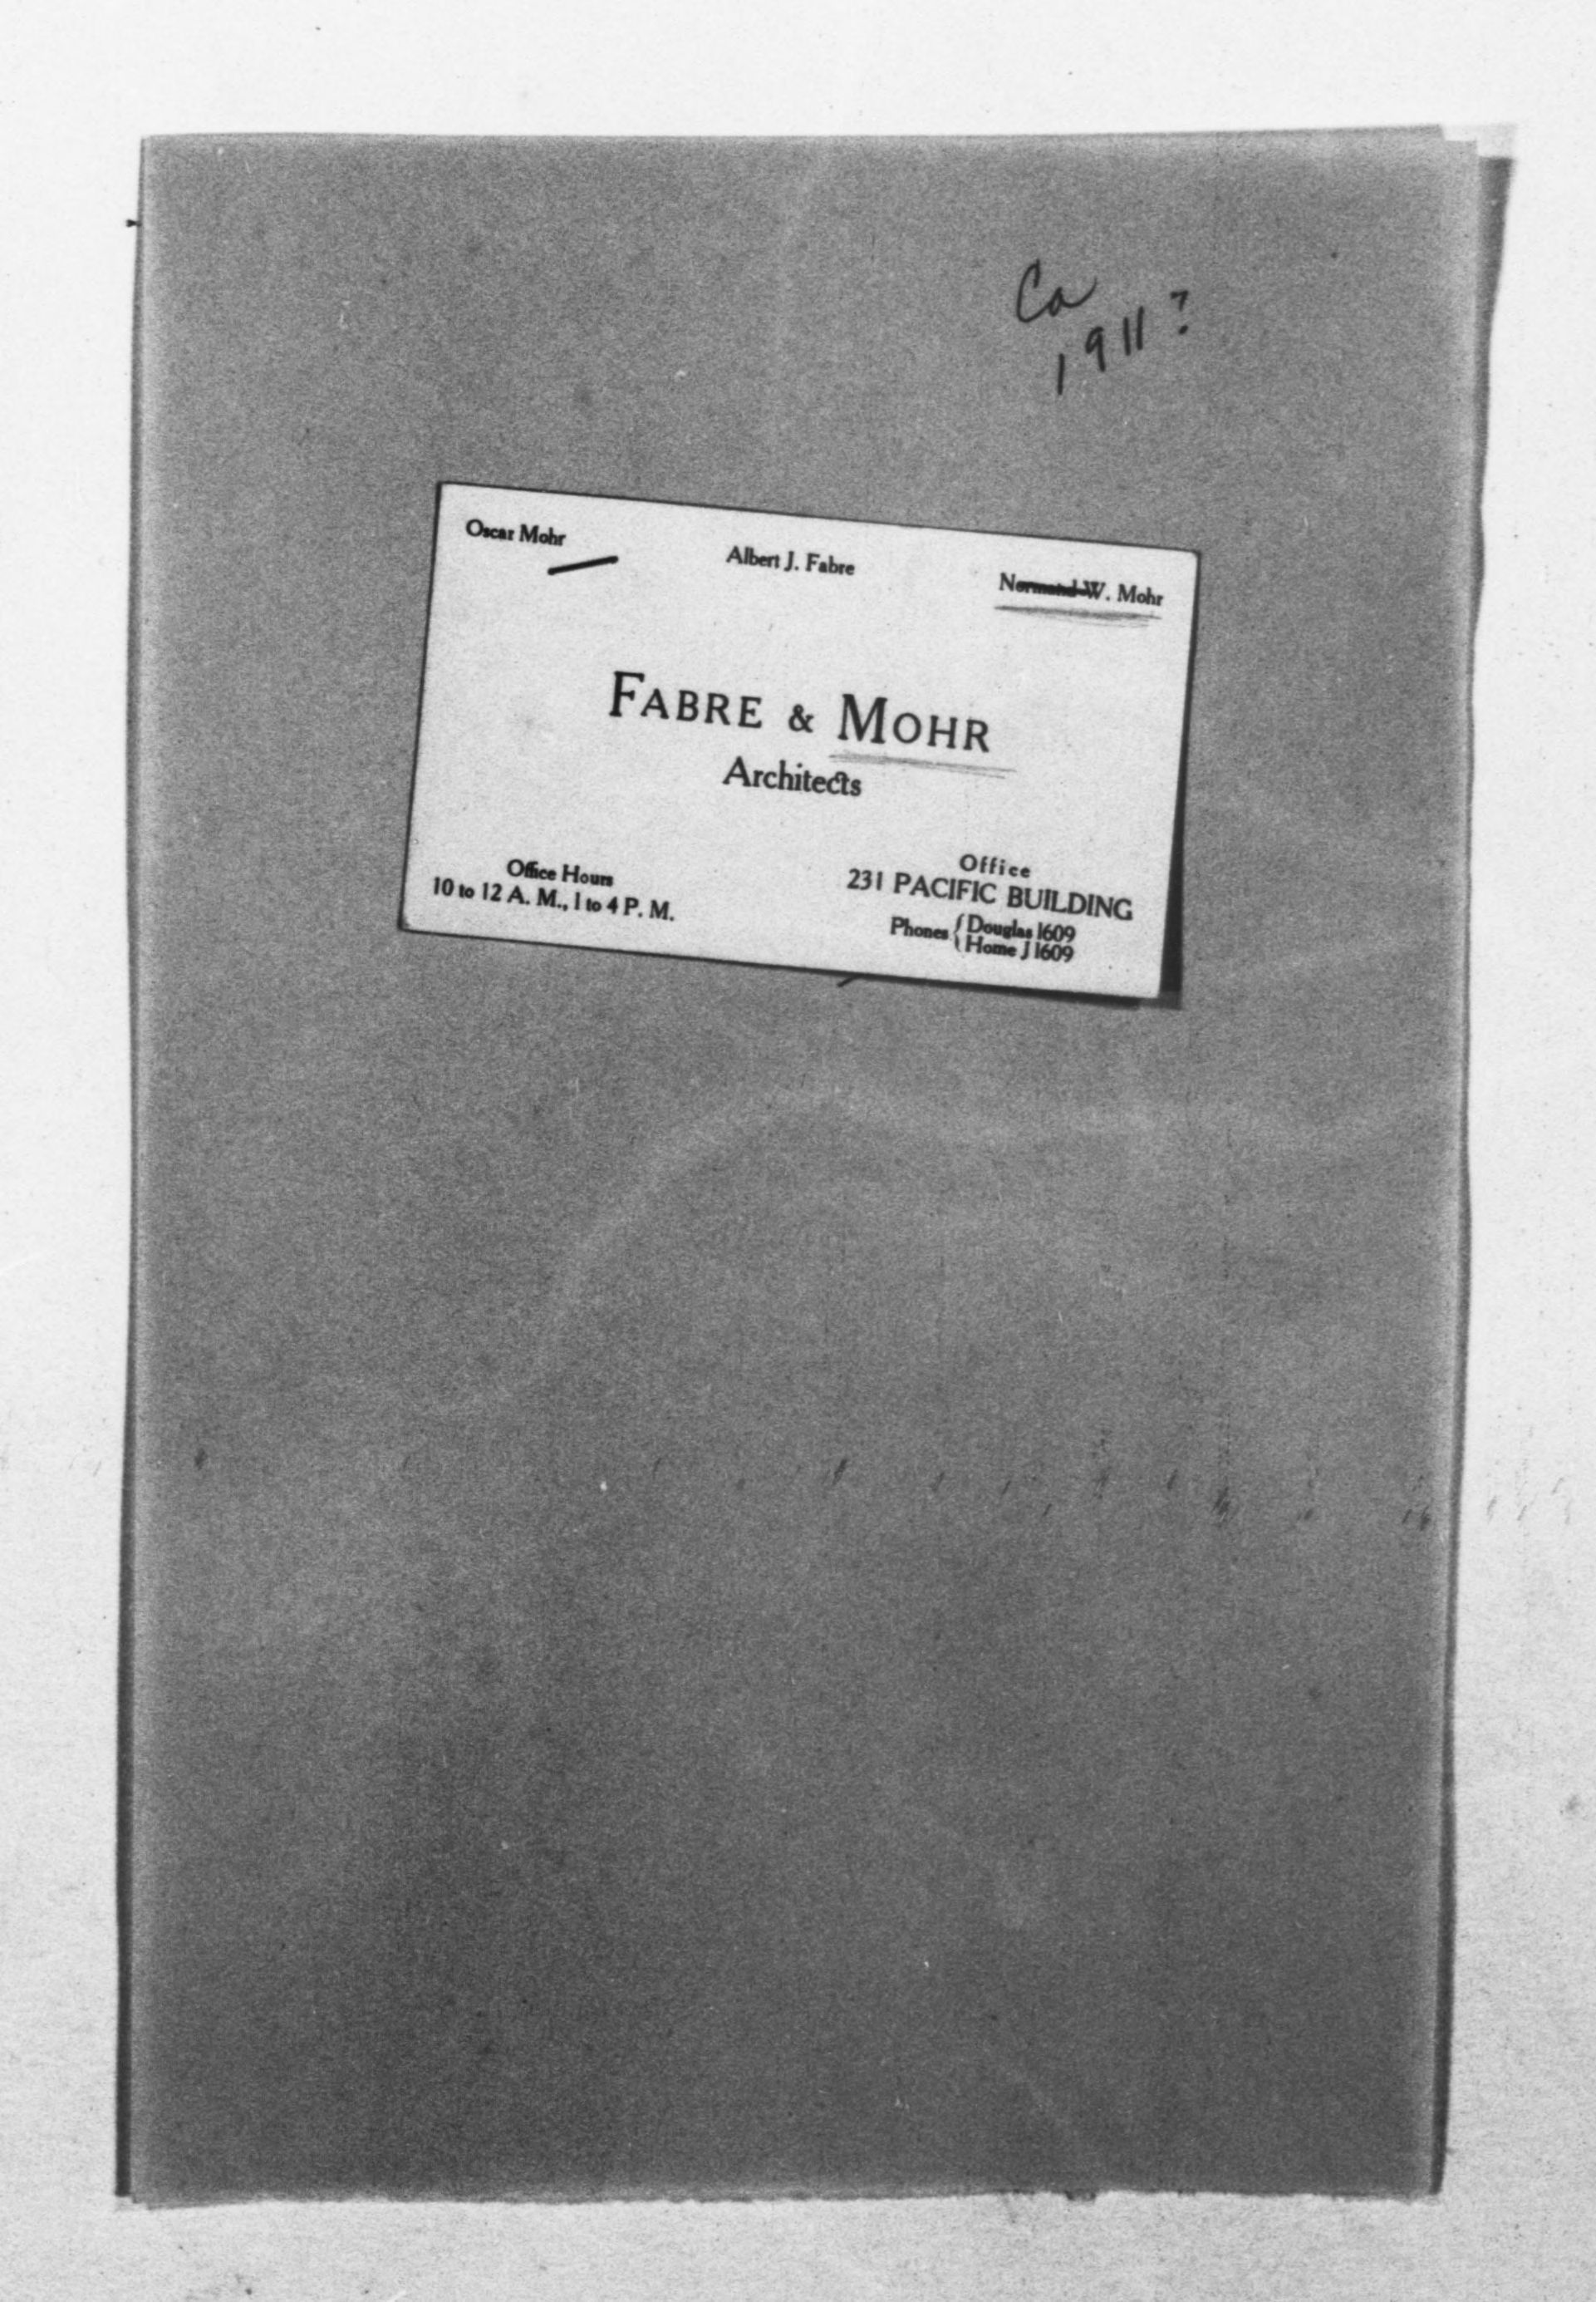 Ca
1911?
Oscar Mohr
Albert J. Fabre
Normand W. Mohr
FABRE & MOHR
Architects
Office Hours
10 to 12 A. M., 1 to 4 P. M.
Office
231 PACIFIC BUILDING
Phones { Douglas 1609
Home J 1609